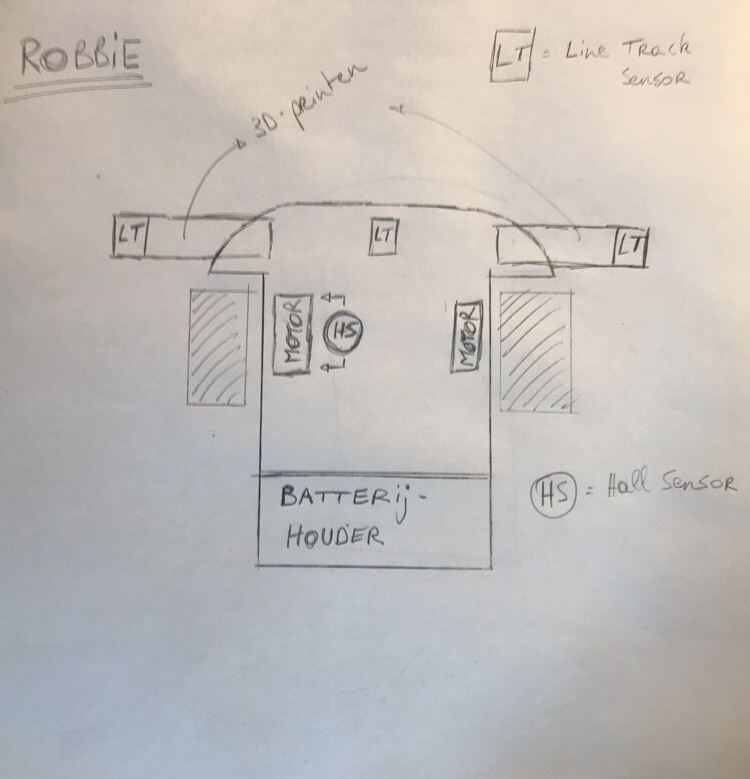 ROBBiE
LT = Line Track
Sensor
3D-printen
LT
LT
LT
MOTOR
HS
MOTOR
HS = Hall Sensor
BATTERij-
HOUDER